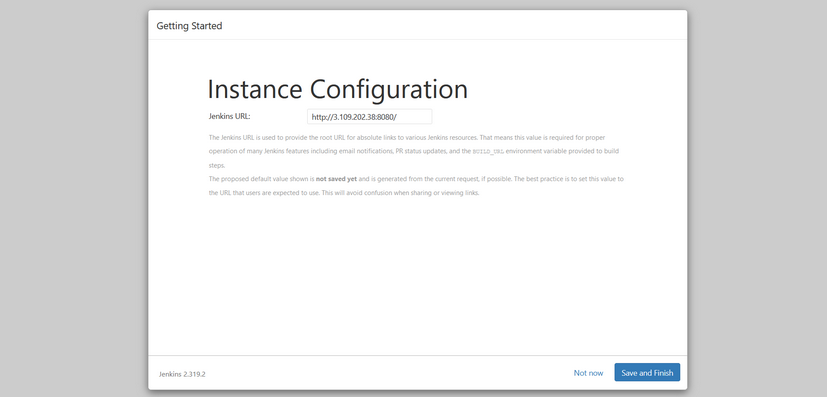 Getting Started
Instance Configuration
Jenkins URL: http://3.109.202.38:8080/
The Jenkins URL is used to provide the root URL for absolute links to various Jenkins resources. That means this value is required for proper
operation of many Jenkins features including email notifications, PR status updates, and the BUILD_URL environment variable provided to build
steps.
The proposed default value shown is not saved yet and is generated from the current request, if possible. The best practice is to set this value to
the URL that users are expected to use. This will avoid confusion when sharing or viewing links.
Jenkins 2.319.2
Not now
Save and Finish